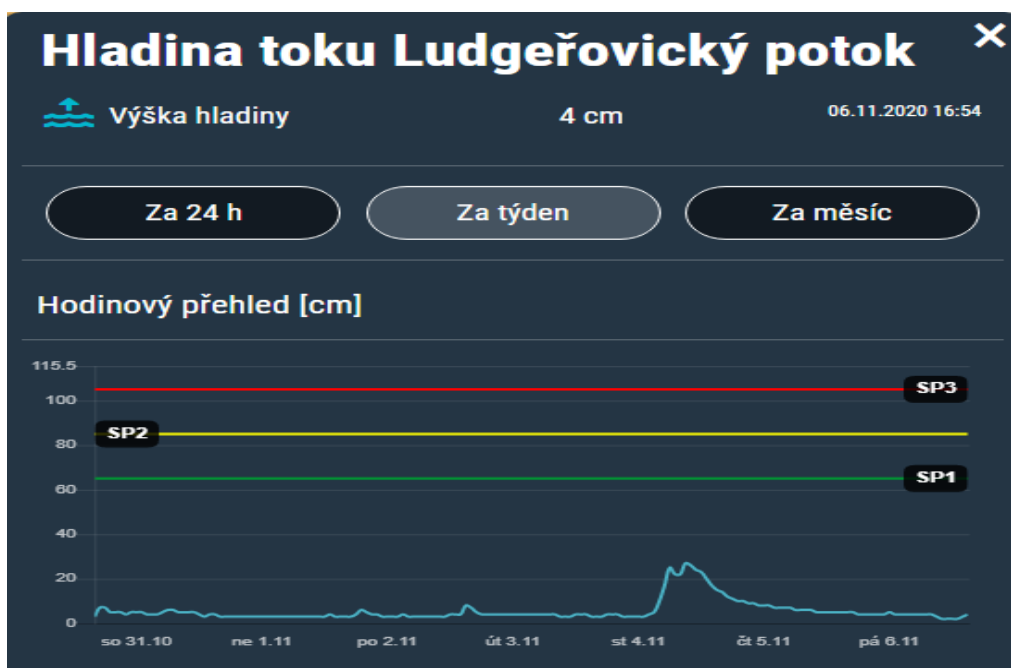 Hladina toku Ludgeřovický potok
Výška hladiny 4 cm 06.11.2020 16:54
Za 24 h Za týden Za měsíc
Hodinový přehled [cm]
115.5
SP3
100
SP2
80
SP1
60
40
20
0
so 31.10 ne 1.11 po 2.11 út 3.11 st 4.11 čt 5.11 pá 6.11